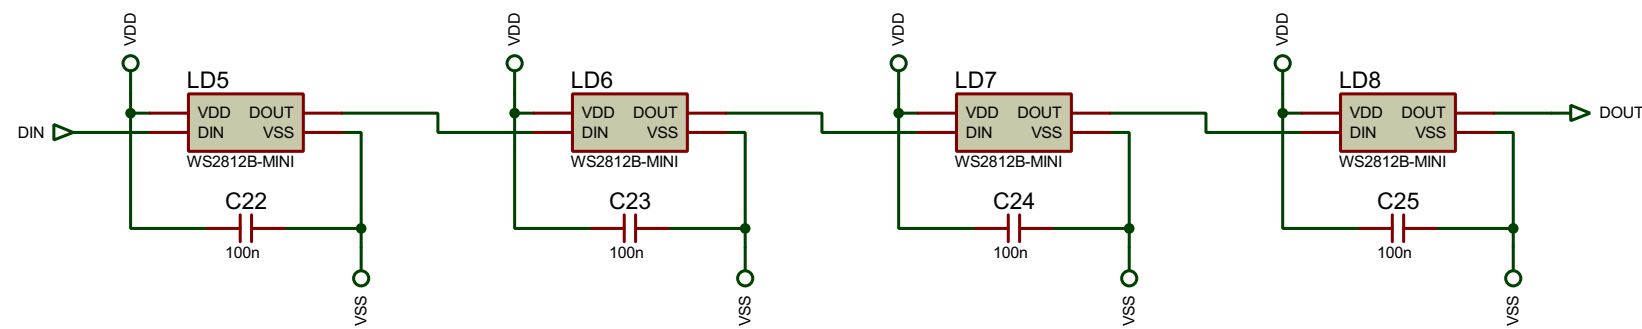 VDD VDD VDD VDD
LD5 LD6 LD7 LD8
VDD DOUT VDD DOUT VDD DOUT VDD DOUT DOUT
DIN DIN VSS DIN VSS DIN VSS DIN VSS
WS2812B-MINI WS2812B-MINI WS2812B-MINI WS2812B-MINI
C22 C23 C24 C25
100n 100n 100n 100n
VSS VSS VSS VSS